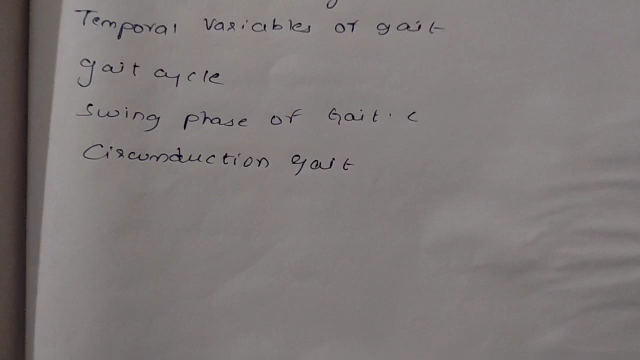 Temporal Variables of gait
gait cycle
Swing phase of Gait. c
Circumduction gait